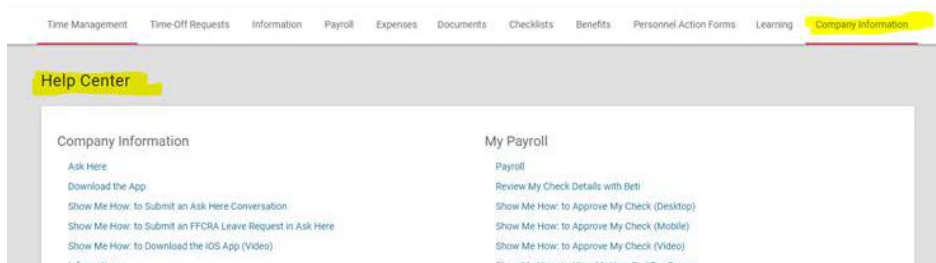 Time Management Time-Off Requests Information Payroll Expenses Documents Checklists Benefits Personnel Action Forms Learning Company Information
Help Center
Company Information
Ask Here
Download the App
Show Me How: to Submit an Ask Here Conversation
Show Me How: to Submit an FFCRA Leave Request in Ask Here
Show Me How: to Download the iOS App (Video)
My Payroll
Payroll
Review My Check Details with Beti
Show Me How: to Approve My Check (Desktop)
Show Me How: to Approve My Check (Mobile)
Show Me How: to Approve My Check (Video)